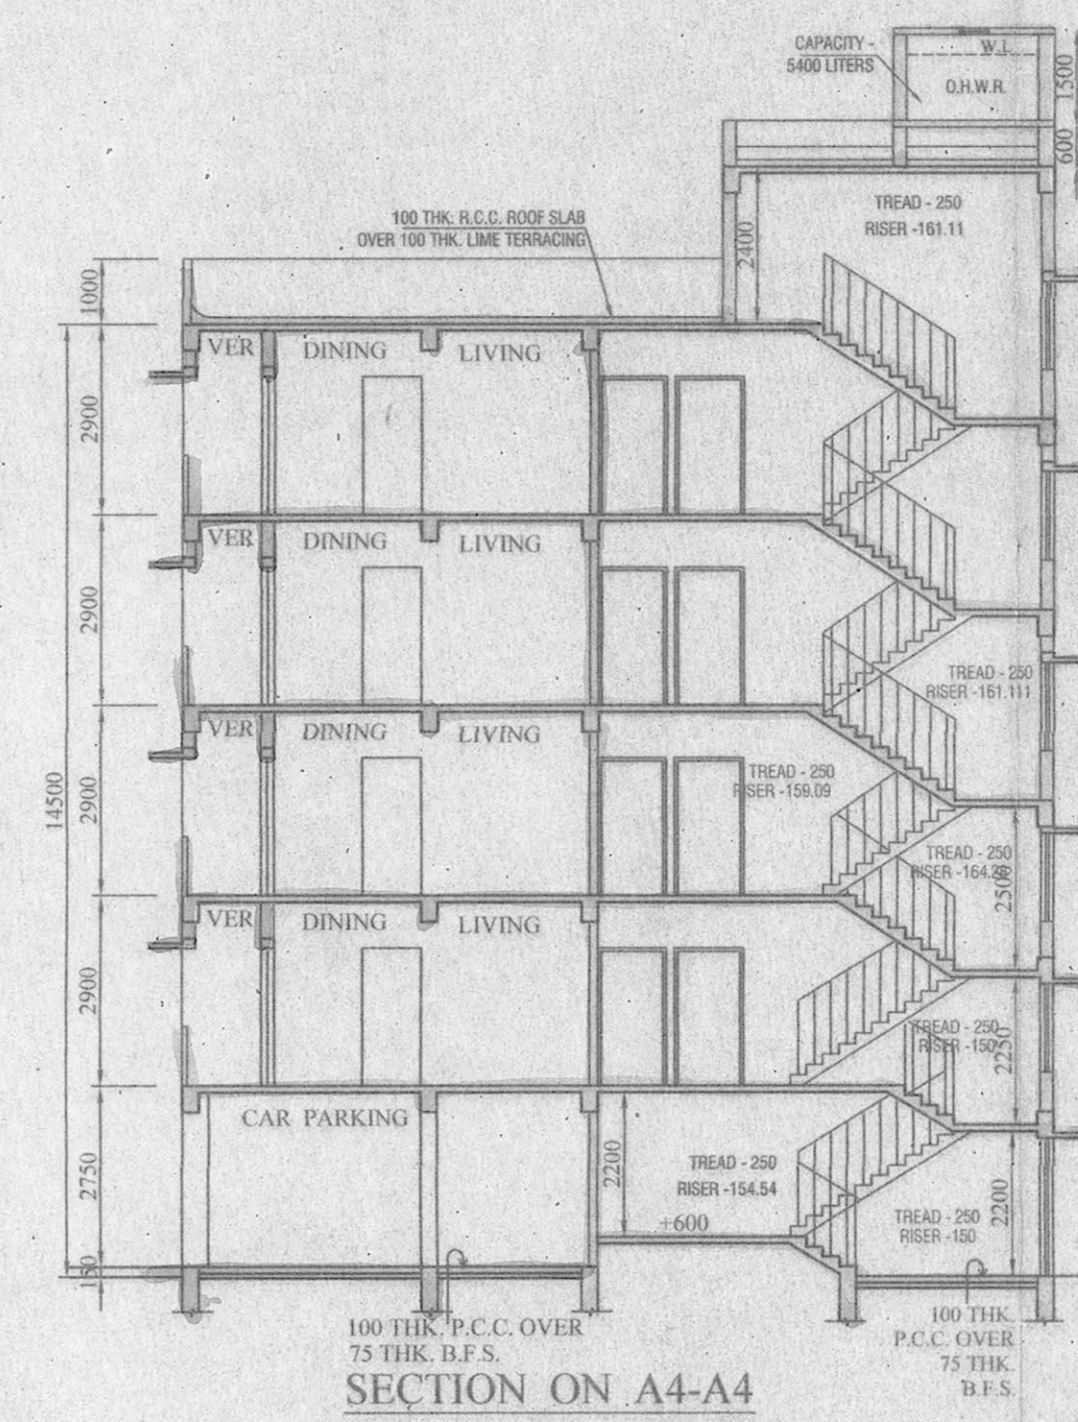 CAPACITY -
5400 LITERS
W.L
O.H.W.R.
1500
600
TREAD - 250
RISER -161.11
2400
100 THK. R.C.C. ROOF SLAB
OVER 100 THK. LIME TERRACING
1000
VER DINING LIVING
2900
VER DINING LIVING
2900
TREAD - 250
RISER -161.111
VER DINING LIVING
2900
14500
TREAD - 250
RISER -159.09
TREAD - 250
2500
VER DINING LIVING
2900
TREAD - 250
RISER -150
2250
CAR PARKING
2750
2200
TREAD - 250
RISER -154.54
+600
TREAD - 250
RISER -150
2200
150
100 THK. P.C.C. OVER
75 THK. B.F.S.
100 THK.
P.C.C. OVER
75 THK.
B.F.S.
SECTION ON A4-A4